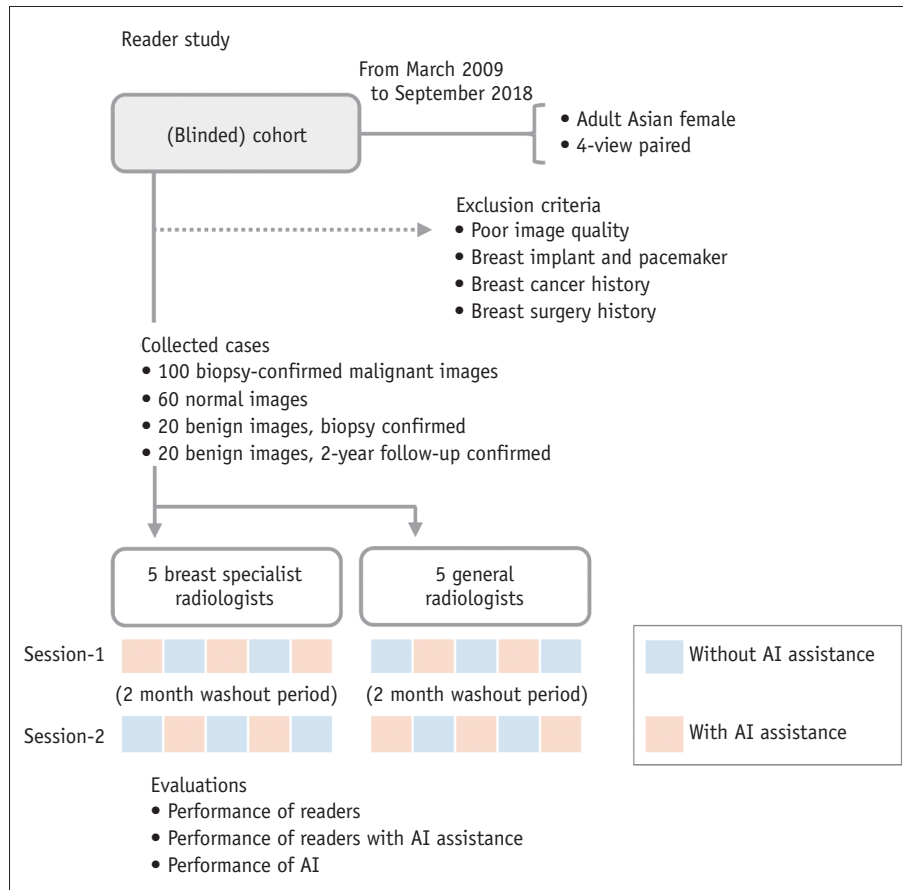 Reader study
From March 2009
to September 2018
(Blinded) cohort
• Adult Asian female
• 4-view paired
Exclusion criteria
• Poor image quality
• Breast implant and pacemaker
• Breast cancer history
• Breast surgery history
Collected cases
• 100 biopsy-confirmed malignant images
• 60 normal images
• 20 benign images, biopsy confirmed
• 20 benign images, 2-year follow-up confirmed
5 breast specialist
radiologists
5 general
radiologists
Session-1
(2 month washout period)
(2 month washout period)
Session-2
Without AI assistance
With AI assistance
Evaluations
• Performance of readers
• Performance of readers with AI assistance
• Performance of AI